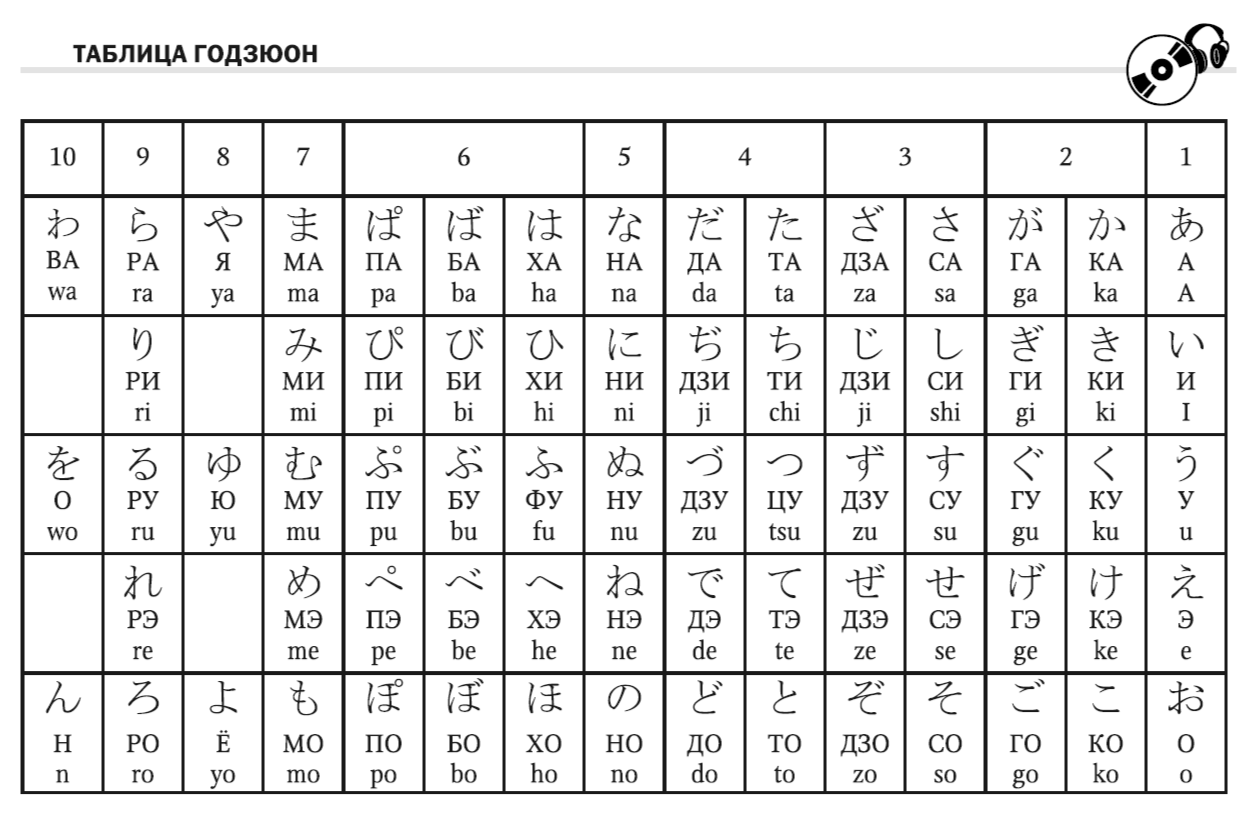 ТАБЛИЦА ГОДЗЮОН
10 9 8 7 6 5 4 3 2 1
わ ら や ま ぱ ば は な だ た ざ さ が か あ
ВА РА Я МА ПА БА ХА НА ДА ТА ДЗА СА ГА КА А
wa ra ya ma pa ba ha na da ta za sa ga ka A
り み ぴ び ひ に ぢ ち じ し ぎ き い
РИ МИ ПИ БИ ХИ НИ ДЗИ ТИ ДЗИ СИ ГИ КИ И
ri mi pi bi hi ni ji chi ji shi gi ki I
を る ゆ む ぷ ぶ ふ ぬ づ つ ず す ぐ く う
О РУ Ю МУ ПУ БУ ФУ НУ ДЗУ ЦУ ДЗУ СУ ГУ КУ У
wo ru yu mu pu bu fu nu zu tsu zu su gu ku u
れ め ぺ べ へ ね で て ぜ せ げ け え
РЭ МЭ ПЭ БЭ ХЭ НЭ ДЭ ТЭ ДЗЭ СЭ ГЭ КЭ Э
re me pe be he ne de te ze se ge ke e
ん ろ よ も ぽ ぼ ほ の ど と ぞ そ ご こ お
Н РО Ё МО ПО БО ХО НО ДО ТО ДЗО СО ГО КО О
n ro yo mo po bo ho no do to zo so go ko o